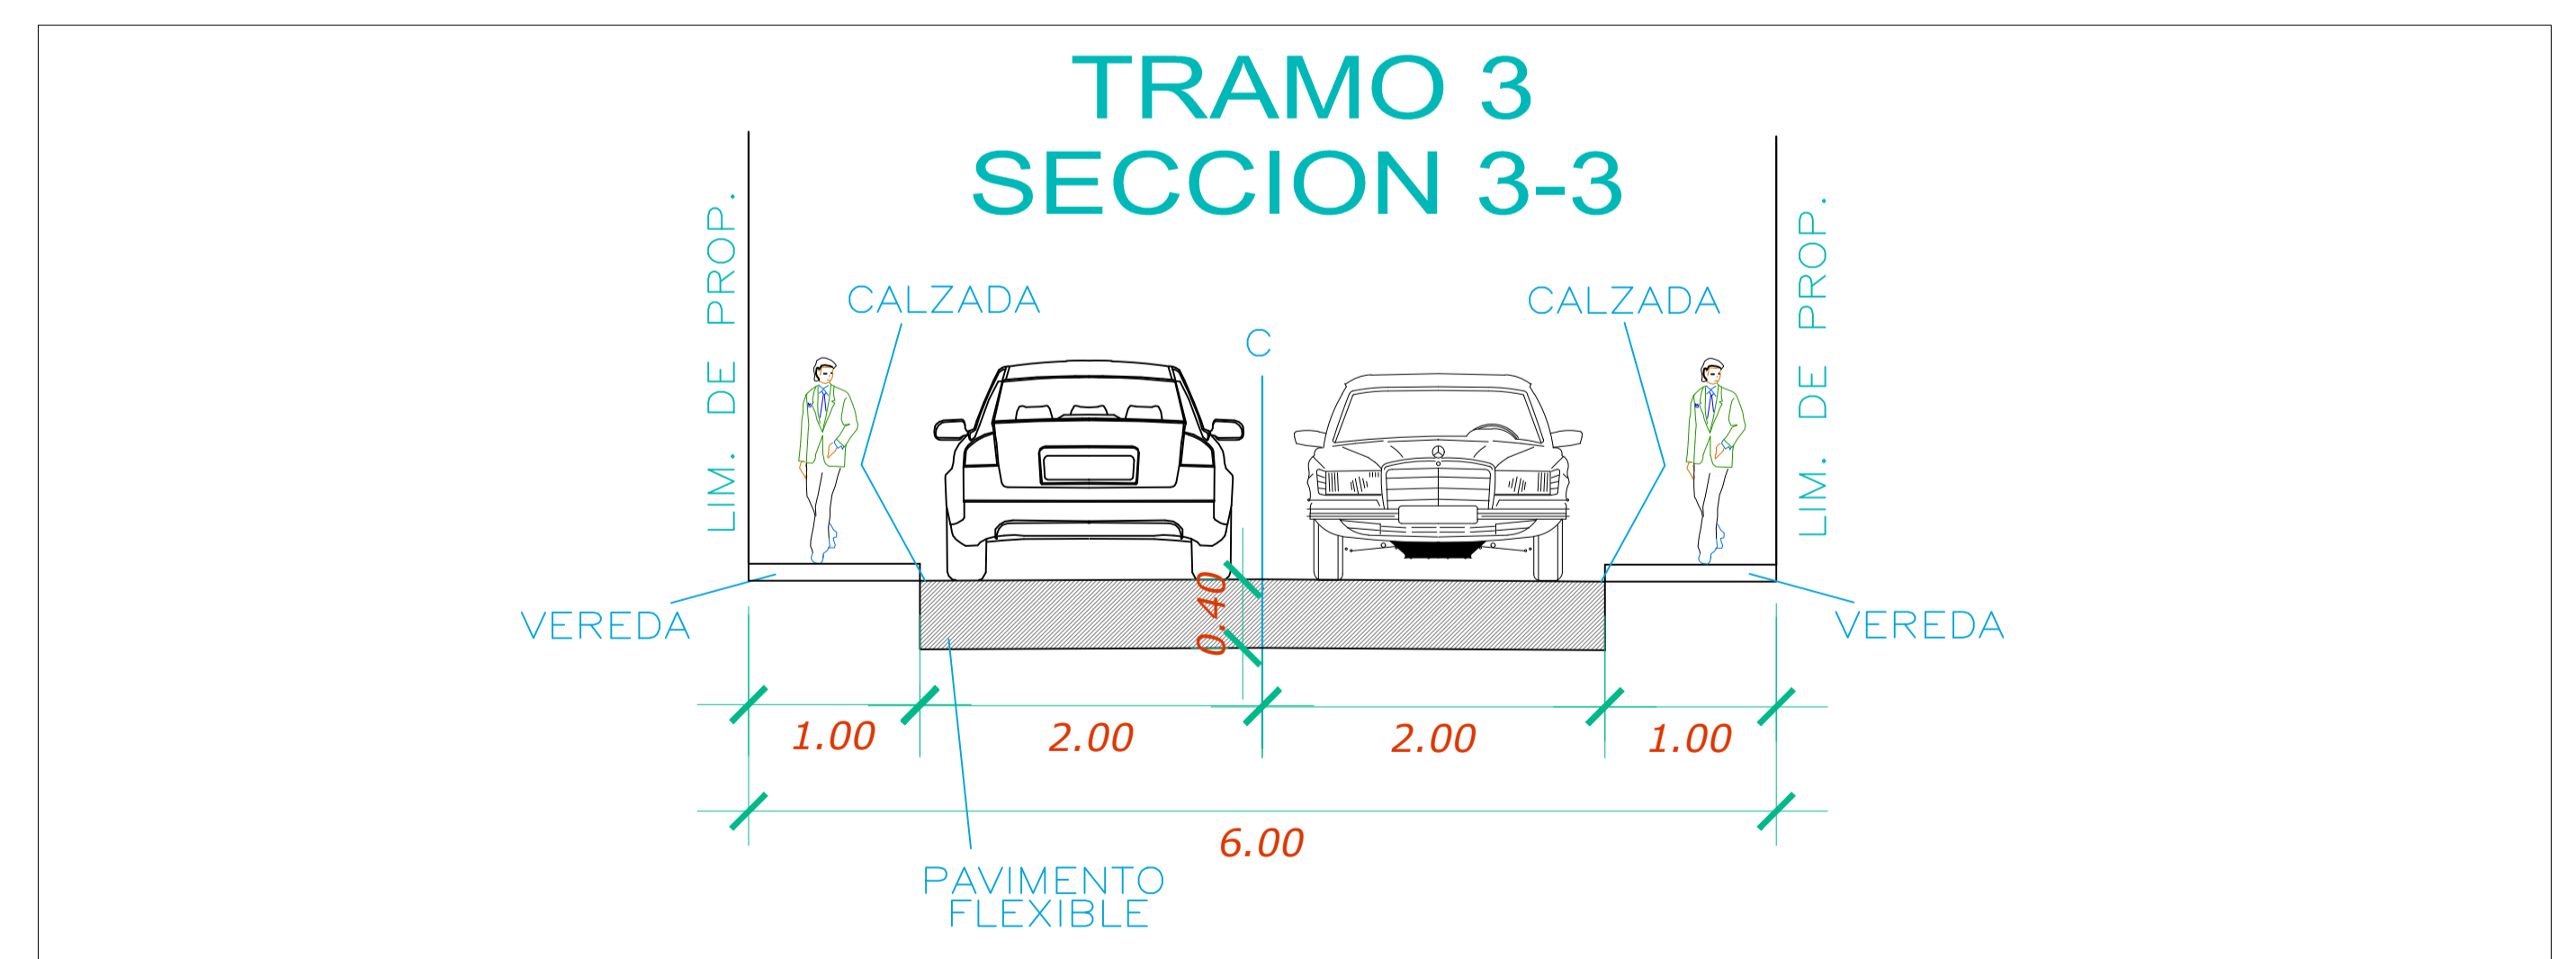 TRAMO 3
SECCION 3-3
LIM. DE PROP.
LIM. DE PROP.
CALZADA
CALZADA
C
VEREDA
VEREDA
0.40
1.00
2.00
2.00
1.00
6.00
PAVIMENTO
FLEXIBLE